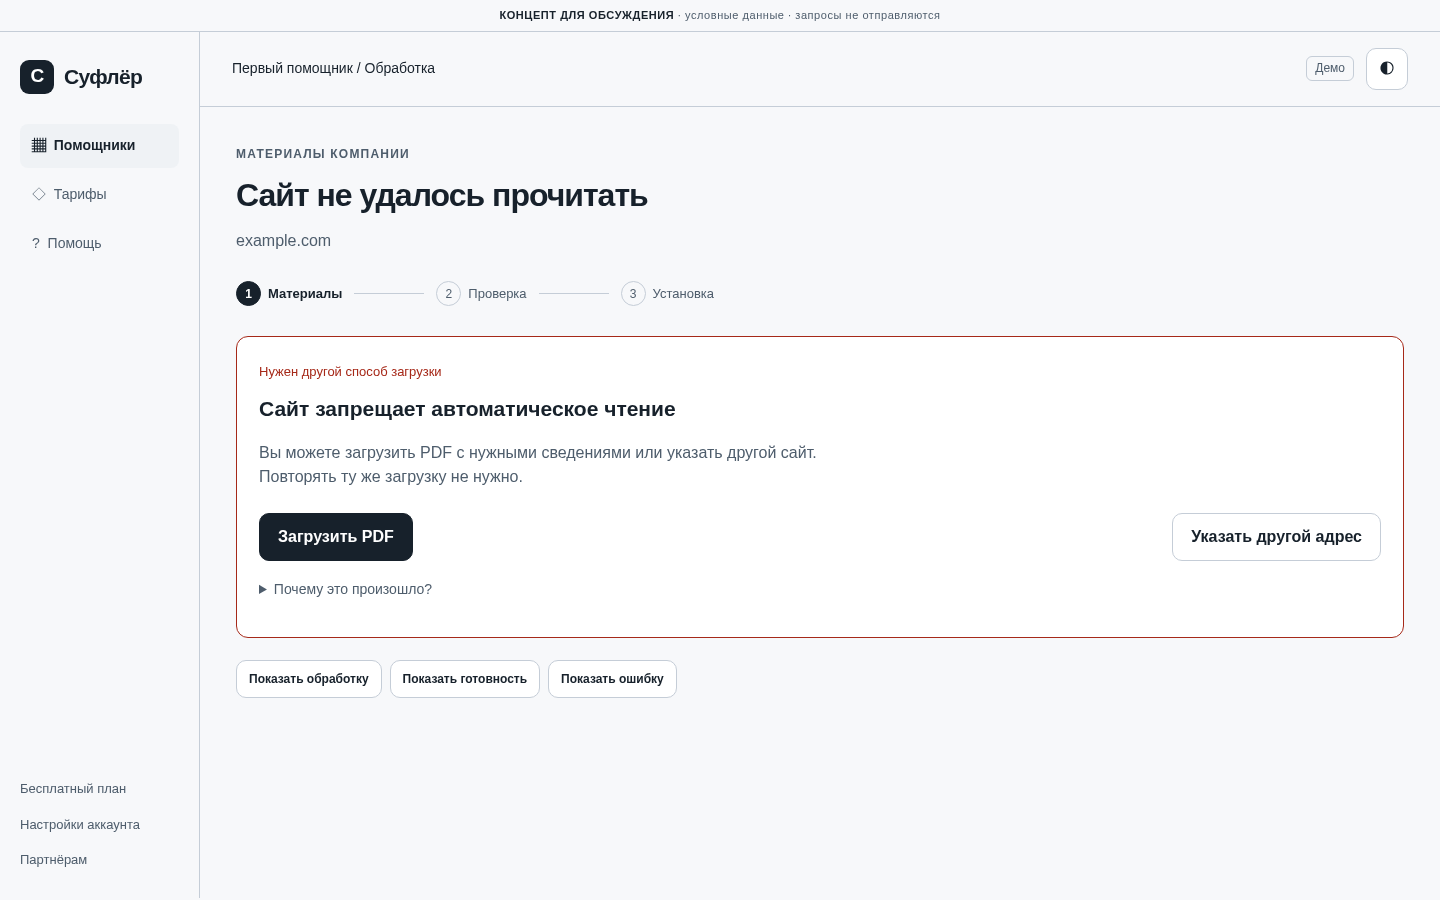 КОНЦЕПТ ДЛЯ ОБСУЖДЕНИЯ · условные данные · запросы не отправляются
С Суфлёр
Первый помощник / Обработка
Демо
Помощники
Тарифы
? Помощь
МАТЕРИАЛЫ КОМПАНИИ
Сайт не удалось прочитать
example.com
1 Материалы 2 Проверка 3 Установка
Нужен другой способ загрузки
Сайт запрещает автоматическое чтение
Вы можете загрузить PDF с нужными сведениями или указать другой сайт.
Повторять ту же загрузку не нужно.
Загрузить PDF Указать другой адрес
Почему это произошло?
Показать обработку Показать готовность Показать ошибку
Бесплатный план
Настройки аккаунта
Партнёрам